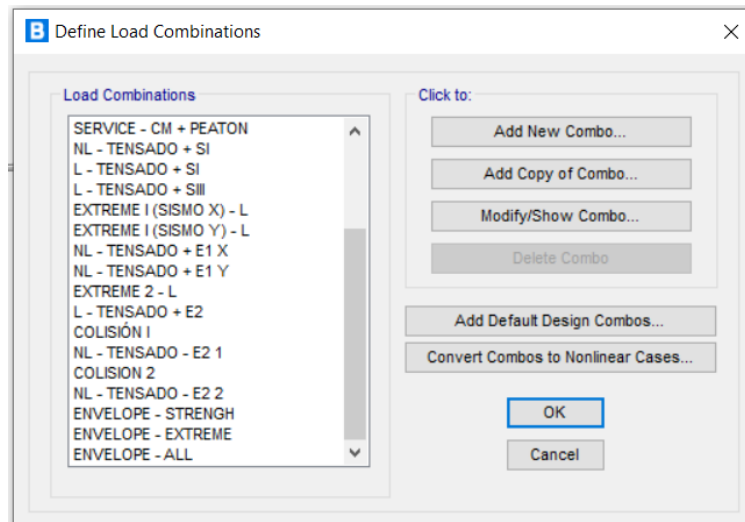 B Define Load Combinations
Load Combinations
SERVICE - CM + PEATON
NL - TENSADO + SI
L - TENSADO + SI
L - TENSADO + SIII
EXTREME I (SISMO X) - L
EXTREME I (SISMO Y) - L
NL - TENSADO + E1 X
NL - TENSADO + E1 Y
EXTREME 2 - L
L - TENSADO + E2
COLISIÓN I
NL - TENSADO - E2 1
COLISION 2
NL - TENSADO - E2 2
ENVELOPE - STRENGH
ENVELOPE - EXTREME
ENVELOPE - ALL
Click to:
Add New Combo...
Add Copy of Combo...
Modify/Show Combo...
Delete Combo
Add Default Design Combos...
Convert Combos to Nonlinear Cases...
OK
Cancel